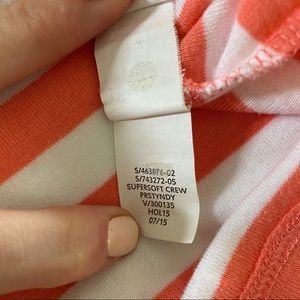 S/463876-02
S/743272-05
SUPERSOFT CREW
PRSTYNDY
V/300135
HOL15
07/15